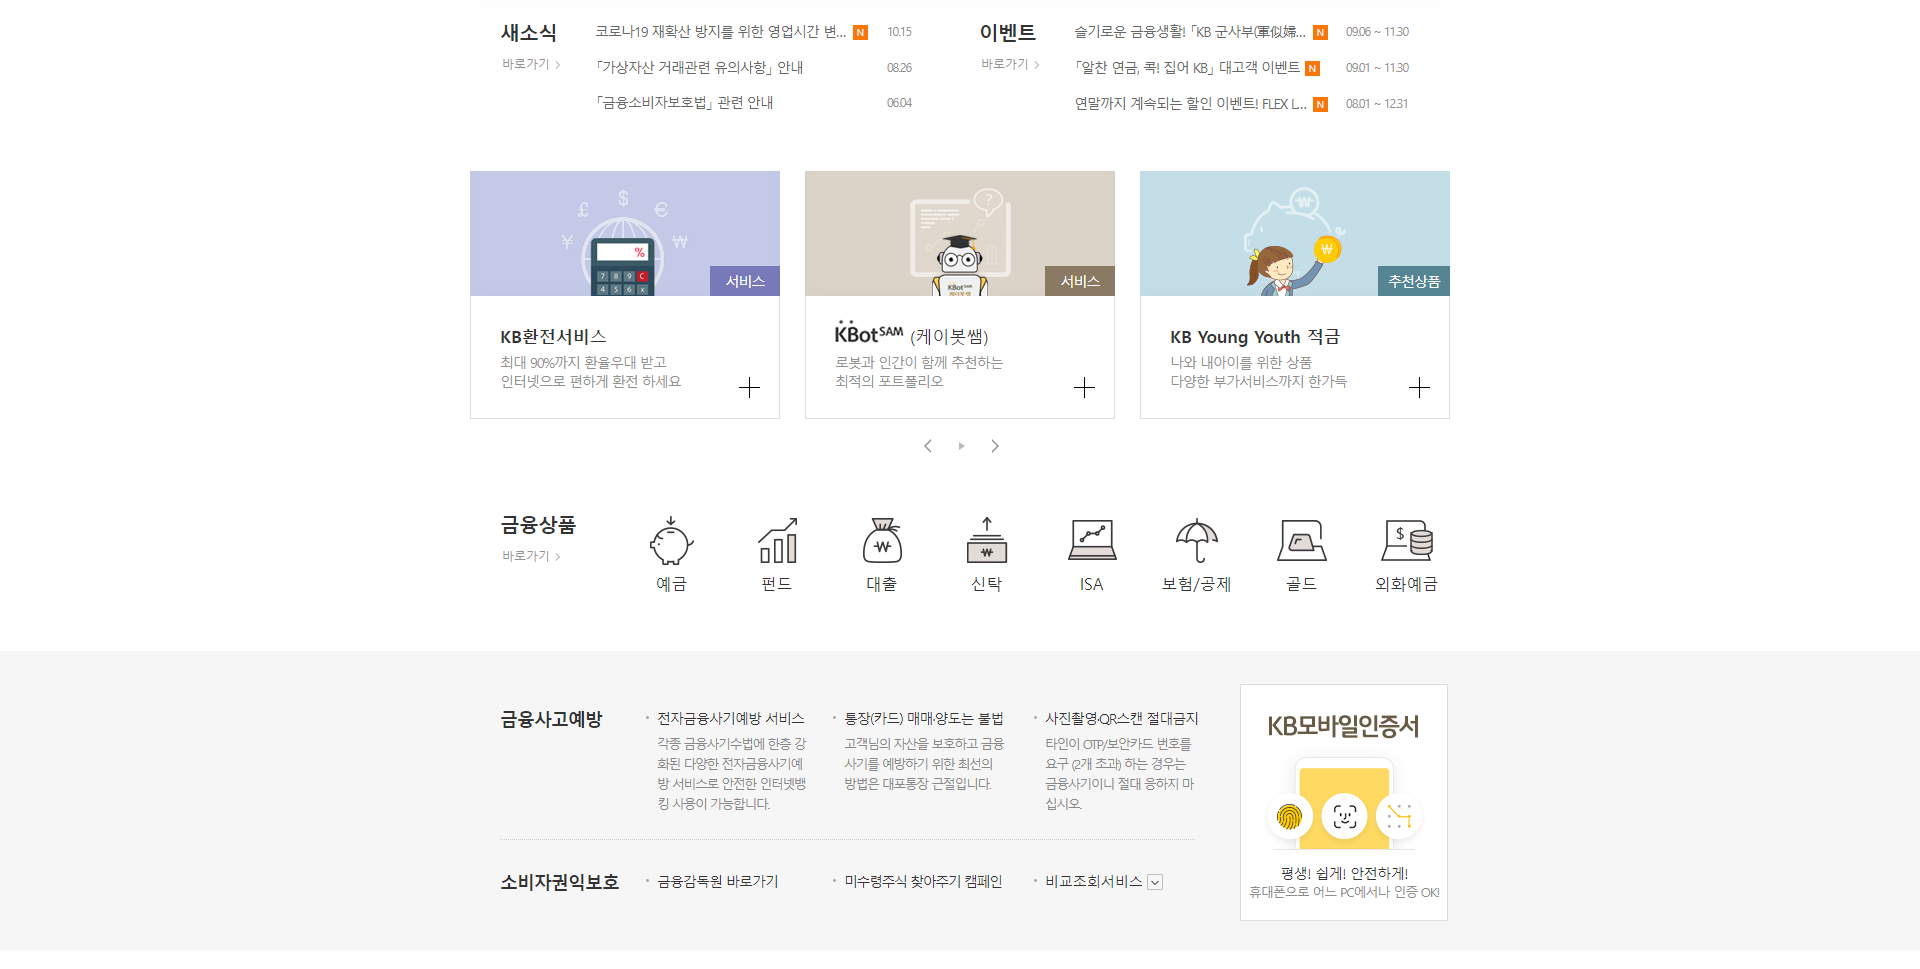 새소식
바로가기 >
코로나19 재확산 방지를 위한 영업시간 변... N 10.15
「가상자산 거래관련 유의사항」 안내 08.26
「금융소비자보호법」 관련 안내 06.04
이벤트
바로가기 >
슬기로운 금융생활! 「KB 군사부(軍似婦... N 09.06 ~ 11.30
「알찬 연금, 콕! 집어 KB」 대고객 이벤트 N 09.01 ~ 11.30
연말까지 계속되는 할인 이벤트! FLEX L... N 08.01 ~ 12.31
£ $ €
¥ ₩
%
7 8 9 C
4 5 6 x
서비스
KB환전서비스
최대 90%까지 환율우대 받고
인터넷으로 편하게 환전 하세요
?
KBot SAM
케이봇쌤
서비스
KBotSAM (케이봇쌤)
로봇과 인간이 함께 추천하는
최적의 포트폴리오
₩
₩
추천상품
KB Young Youth 적금
나와 내아이를 위한 상품
다양한 부가서비스까지 한가득
금융상품
바로가기 >
예금
펀드
₩
대출
₩
신탁
ISA
보험/공제
골드
$
외화예금
금융사고예방
전자금융사기예방 서비스
각종 금융사기수법에 한층 강
화된 다양한 전자금융사기예
방 서비스로 안전한 인터넷뱅
킹 사용이 가능합니다.
통장(카드) 매매·양도는 불법
고객님의 자산을 보호하고 금융
사기를 예방하기 위한 최선의
방법은 대포통장 근절입니다.
사진촬영·QR스캔 절대금지
타인이 OTP/보안카드 번호를
요구 (2개 초과) 하는 경우는
금융사기이니 절대 응하지 마
십시오.
소비자권익보호
금융감독원 바로가기
미수령주식 찾아주기 캠페인
비교조회서비스
KB모바일인증서
평생! 쉽게! 안전하게!
휴대폰으로 어느 PC에서나 인증 OK!